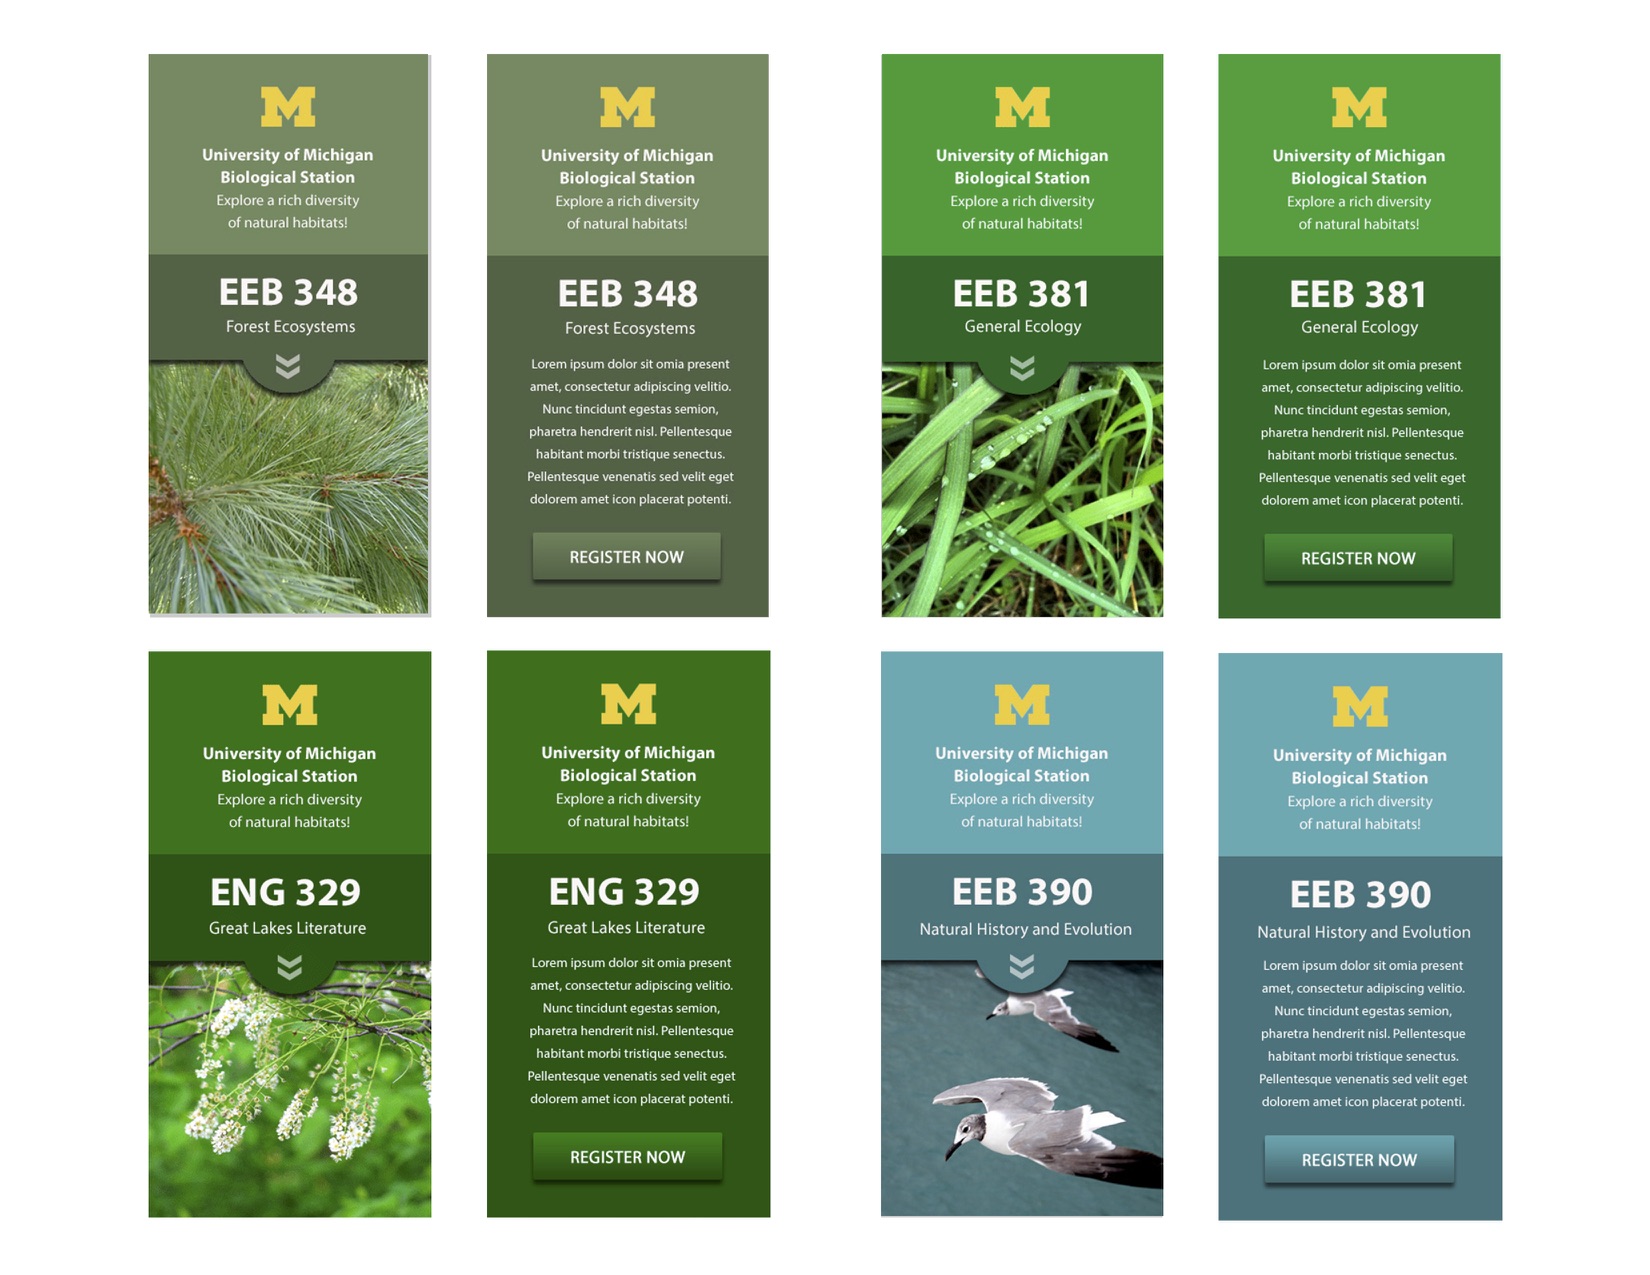 M
University of Michigan
Biological Station
Explore a rich diversity
of natural habitats!
EEB 348
Forest Ecosystems
M
University of Michigan
Biological Station
Explore a rich diversity
of natural habitats!
EEB 348
Forest Ecosystems
Lorem ipsum dolor sit omia present
amet, consectetur adipiscing velitio.
Nunc tincidunt egestas semion,
pharetra hendrerit nisl. Pellentesque
habitant morbi tristique senectus.
Pellentesque venenatis sed velit eget
dolorem amet icon placerat potenti.
REGISTER NOW
M
University of Michigan
Biological Station
Explore a rich diversity
of natural habitats!
EEB 381
General Ecology
M
University of Michigan
Biological Station
Explore a rich diversity
of natural habitats!
EEB 381
General Ecology
Lorem ipsum dolor sit omia present
amet, consectetur adipiscing velitio.
Nunc tincidunt egestas semion,
pharetra hendrerit nisl. Pellentesque
habitant morbi tristique senectus.
Pellentesque venenatis sed velit eget
dolorem amet icon placerat potenti.
REGISTER NOW
M
University of Michigan
Biological Station
Explore a rich diversity
of natural habitats!
ENG 329
Great Lakes Literature
M
University of Michigan
Biological Station
Explore a rich diversity
of natural habitats!
ENG 329
Great Lakes Literature
Lorem ipsum dolor sit omia present
amet, consectetur adipiscing velitio.
Nunc tincidunt egestas semion,
pharetra hendrerit nisl. Pellentesque
habitant morbi tristique senectus.
Pellentesque venenatis sed velit eget
dolorem amet icon placerat potenti.
REGISTER NOW
M
University of Michigan
Biological Station
Explore a rich diversity
of natural habitats!
EEB 390
Natural History and Evolution
M
University of Michigan
Biological Station
Explore a rich diversity
of natural habitats!
EEB 390
Natural History and Evolution
Lorem ipsum dolor sit omia present
amet, consectetur adipiscing velitio.
Nunc tincidunt egestas semion,
pharetra hendrerit nisl. Pellentesque
habitant morbi tristique senectus.
Pellentesque venenatis sed velit eget
dolorem amet icon placerat potenti.
REGISTER NOW